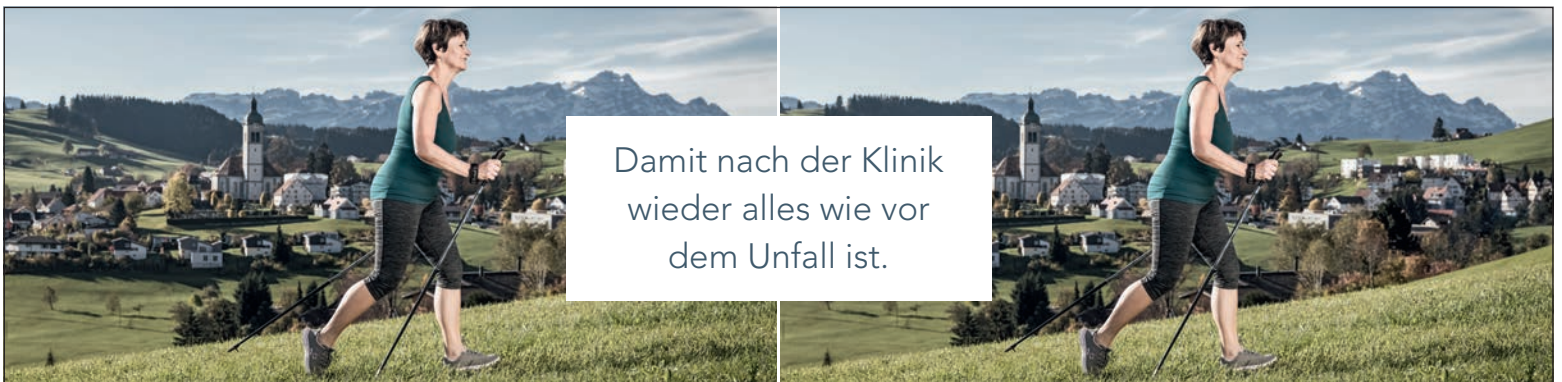 Damit nach der Klinik
wieder alles wie vor
dem Unfall ist.